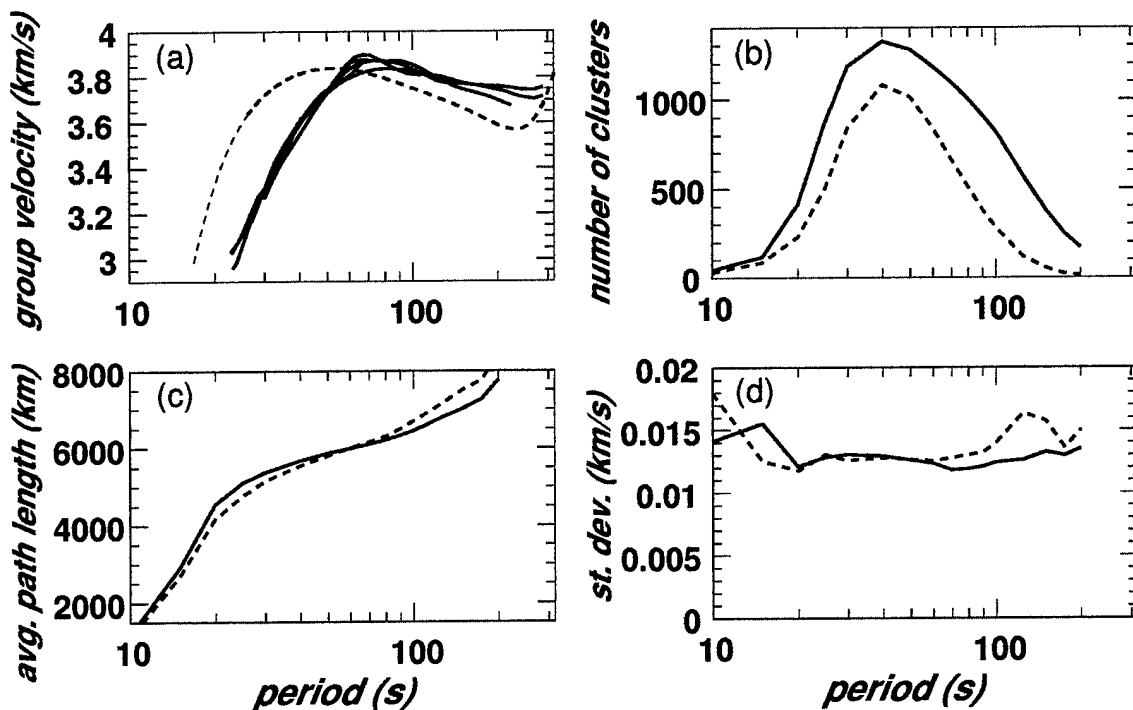 (a)
4
3.8
3.6
3.4
3.2
3
group velocity (km/s)
10
100
(b)
1000
500
0
number of clusters
10
100
(c)
8000
6000
4000
2000
avg. path length (km)
10
100
period (s)
(d)
0.02
0.015
0.01
0.005
0
st. dev. (km/s)
10
100
period (s)